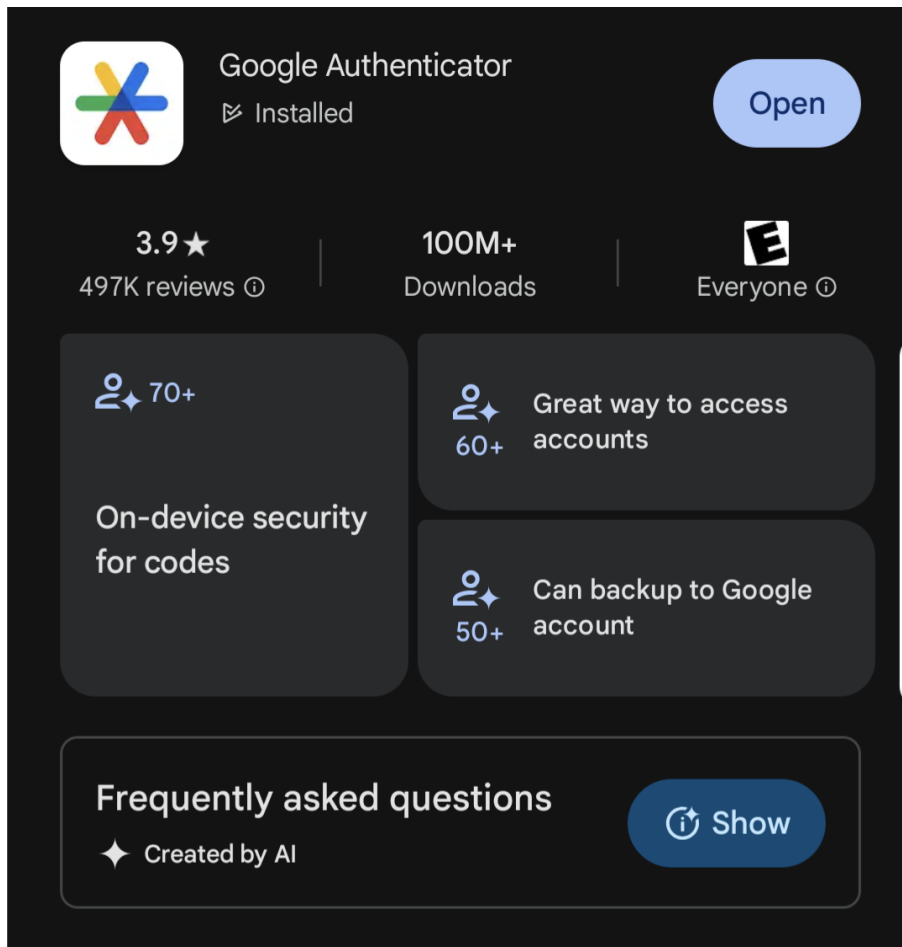 Google Authenticator
Installed
Open
3.9★
497K reviews
100M+
Downloads
E
Everyone
70+
On-device security
for codes
60+
Great way to access
accounts
50+
Can backup to Google
account
Frequently asked questions
Created by AI
Show